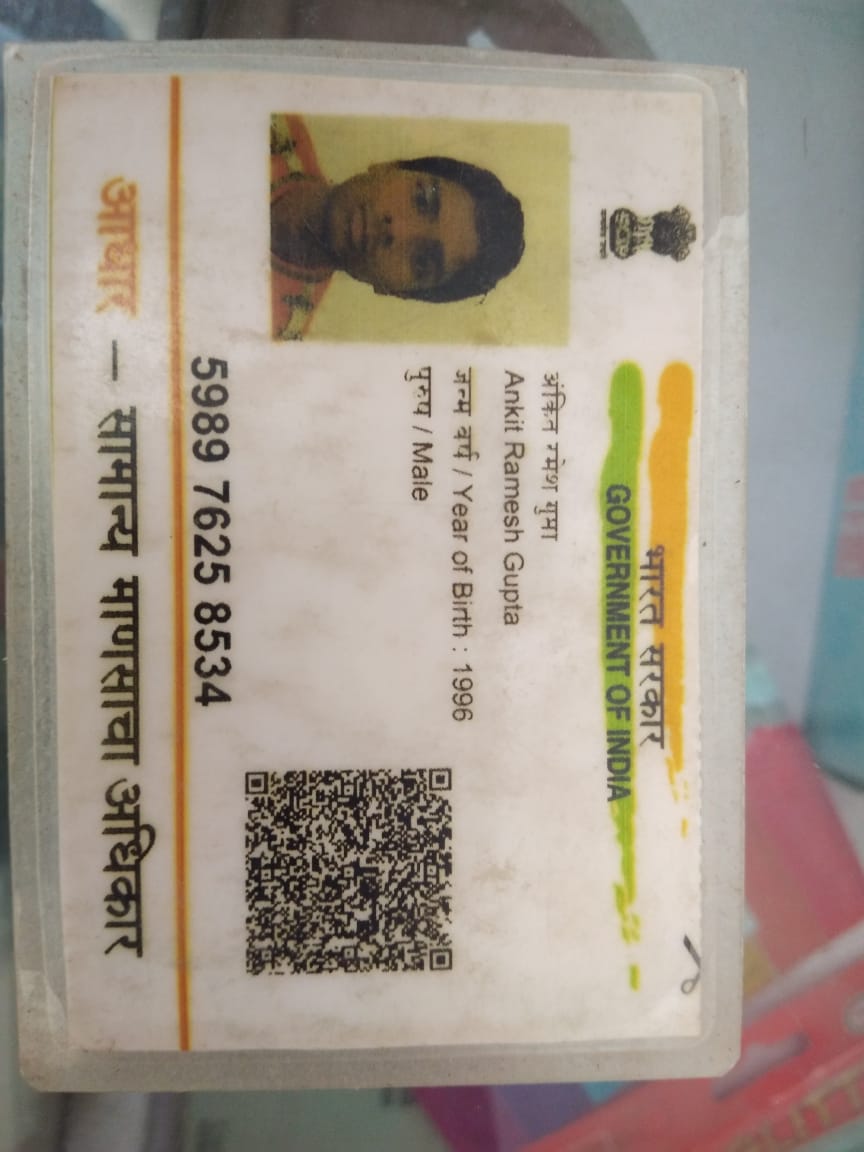 भारत सरकार
GOVERNMENT OF INDIA
अंकित रमेश गुप्ता
Ankit Ramesh Gupta
जन्म वर्ष / Year of Birth : 1996
पुरुष / Male
5989 7625 8534
आधार — सामान्य माणसाचा अधिकार